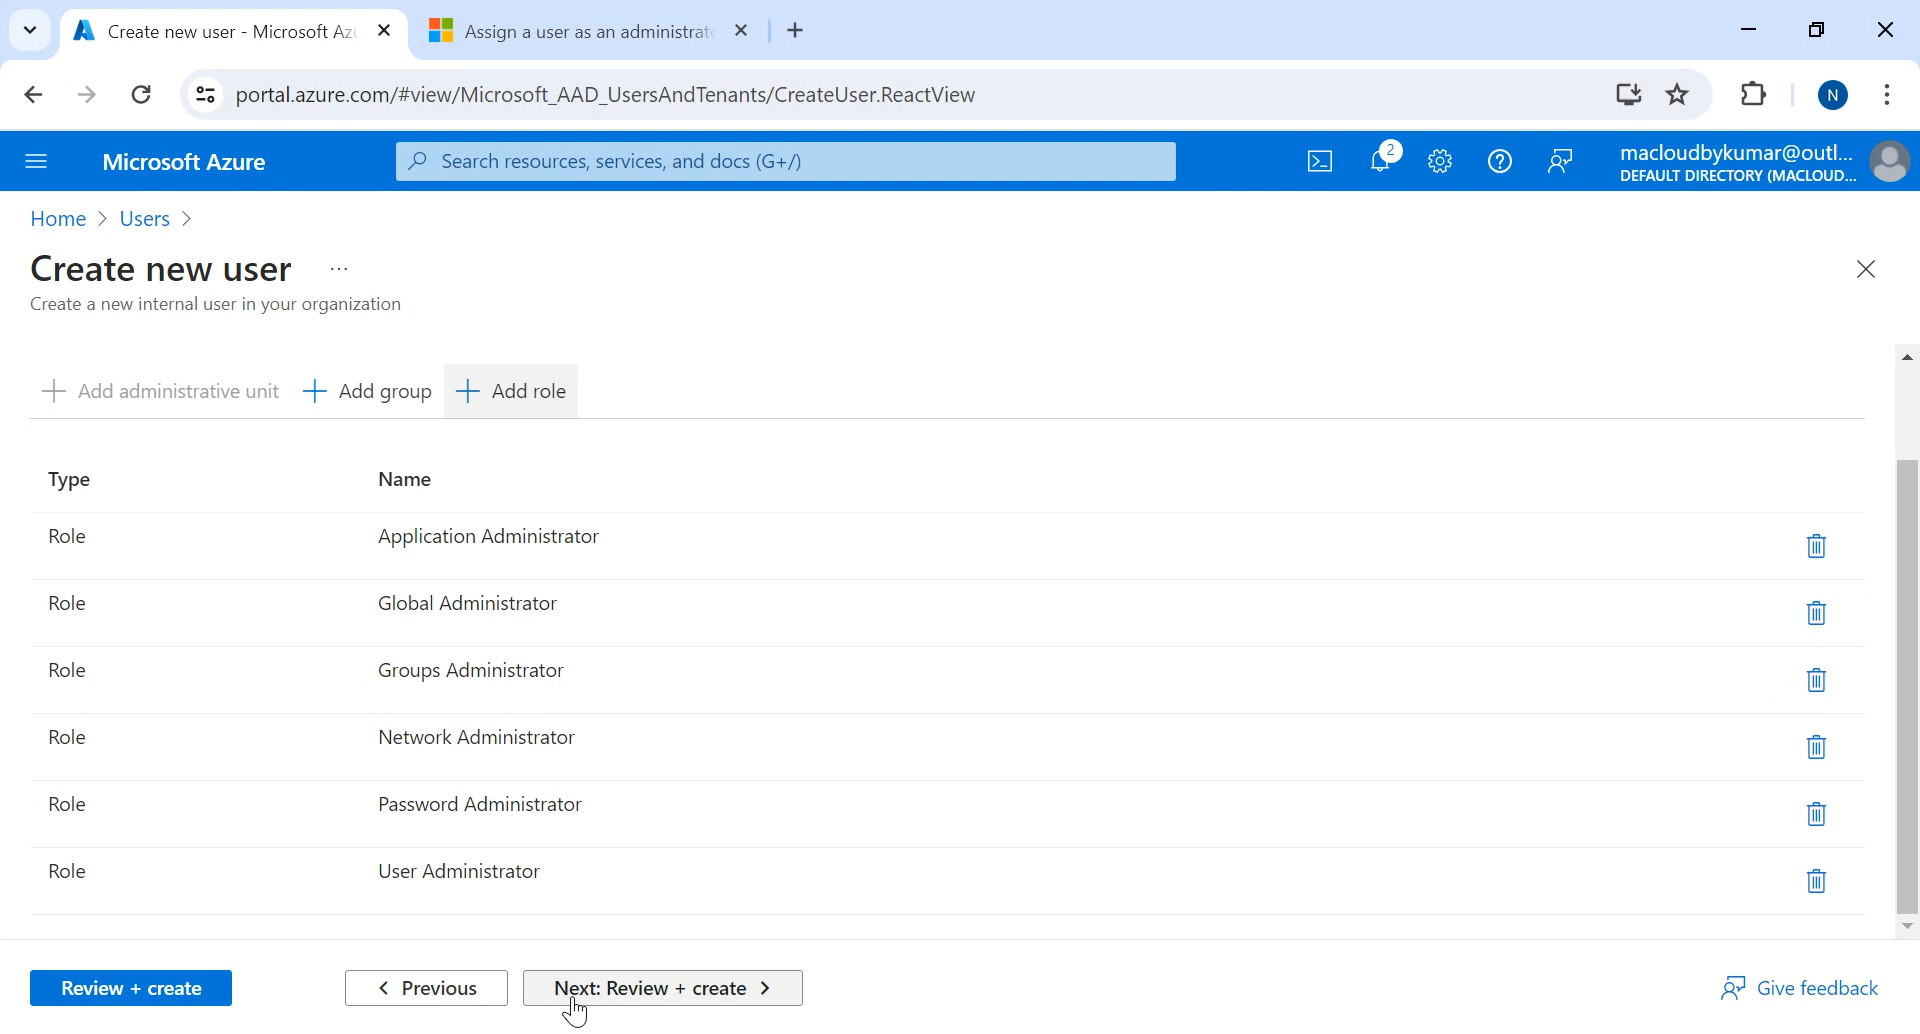 Create new user - Microsoft Az
Assign a user as an administrat
portal.azure.com/#view/Microsoft_AAD_UsersAndTenants/CreateUser.ReactView
N
Microsoft Azure
Search resources, services, and docs (G+/)
2
macloudbykumar@outl...
DEFAULT DIRECTORY (MACLOUD...
Home > Users >
Create new user ...
Create a new internal user in your organization
Add administrative unit
Add group
Add role
Type Name
Role Application Administrator
Role Global Administrator
Role Groups Administrator
Role Network Administrator
Role Password Administrator
Role User Administrator
Review + create
< Previous
Next: Review + create >
Give feedback